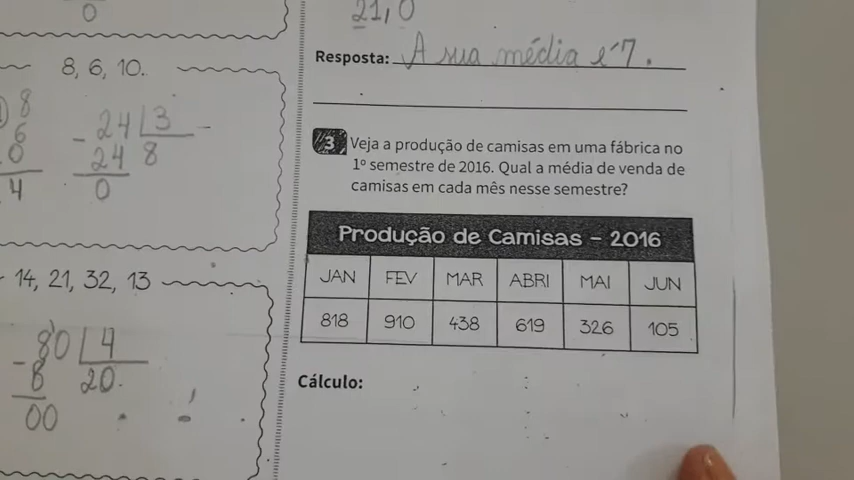 0
8, 6, 10.
8
6
0
4
- 24 3
24 8
0
- 14, 21, 32, 13
- 80 4
8 20.
00
21,0
Resposta: A sua média é 7.
3 Veja a produção de camisas em uma fábrica no
1º semestre de 2016. Qual a média de venda de
camisas em cada mês nesse semestre?
Produção de Camisas - 2016
JAN FEV MAR ABRI MAI JUN
818 910 438 619 326 105
Cálculo: